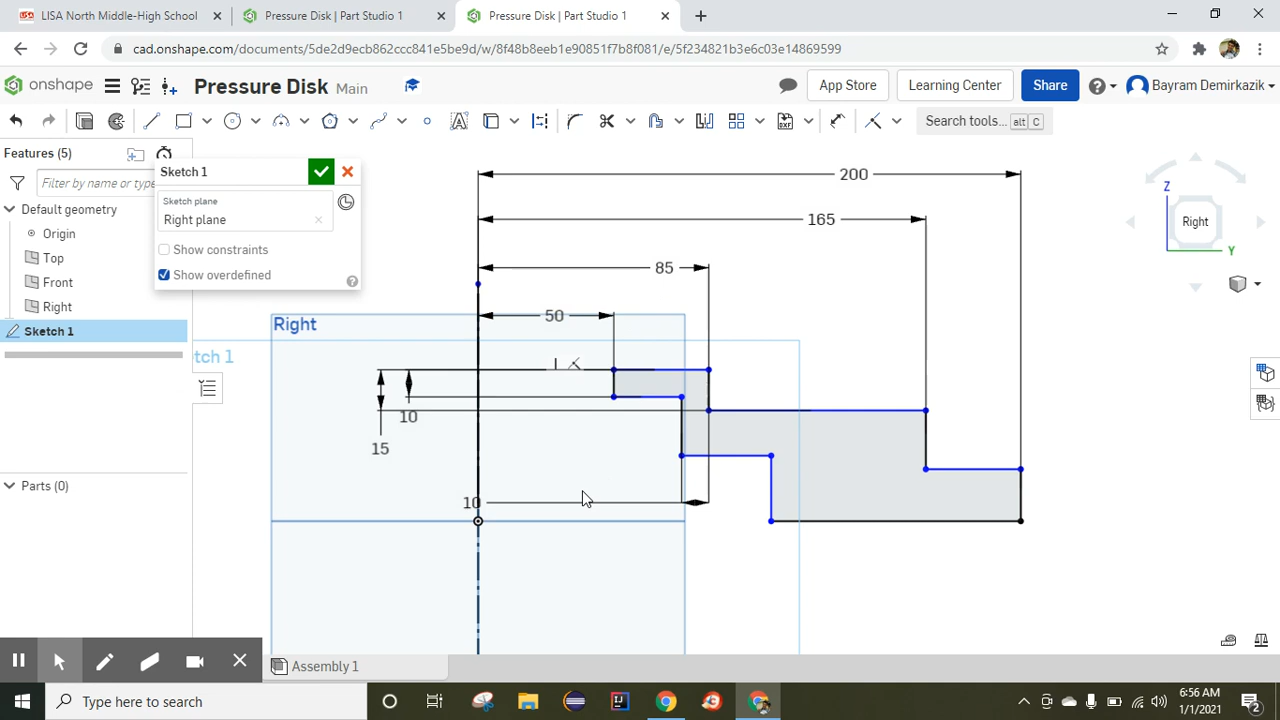 LISA North Middle-High School
Pressure Disk | Part Studio 1
Pressure Disk | Part Studio 1
cad.onshape.com/documents/5de2d9ecb862ccc841e5be9d/w/8f48b8eeb1e90851f7b8f081/e/5f234821b3e6c03e14869599
onshape
Pressure Disk Main
App Store
Learning Center
Share
Bayram Demirkazik
Search tools...
alt C
Features (5)
Filter by name or type
Default geometry
Origin
Top
Front
Right
Sketch 1
Parts (0)
Sketch 1
Sketch plane
Right plane
Show constraints
Show overdefined
200
165
85
50
Right
tch 1
10
15
10
Z
Right
Y
Assembly 1
Type here to search
6:56 AM
1/1/2021
2